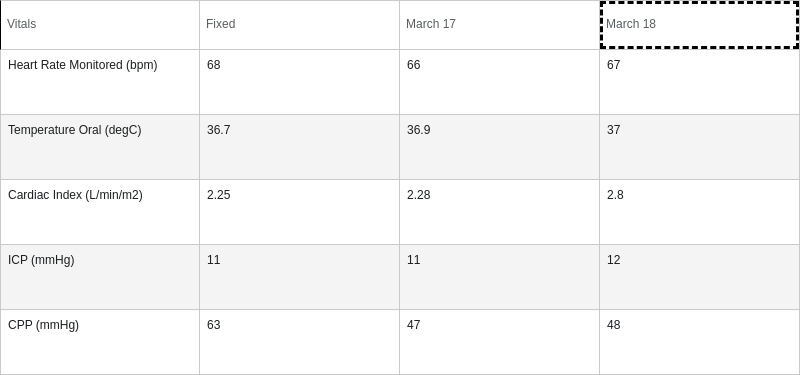 Vitals Fixed March 17 March 18
Heart Rate Monitored (bpm) 68 66 67
Temperature Oral (degC) 36.7 36.9 37
Cardiac Index (L/min/m2) 2.25 2.28 2.8
ICP (mmHg) 11 11 12
CPP (mmHg) 63 47 48